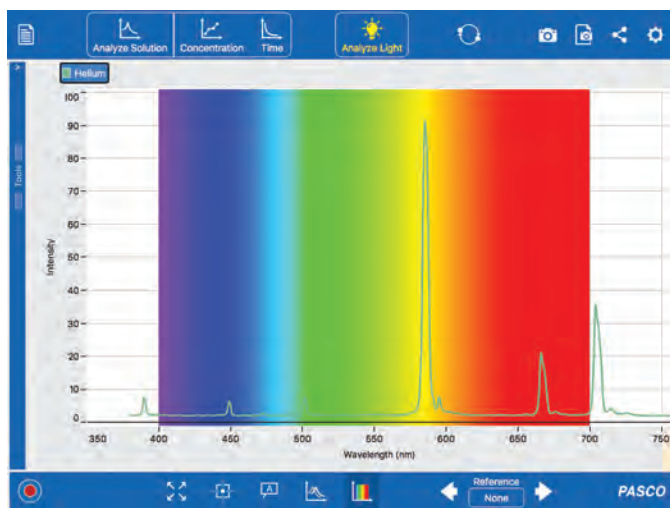 Analyze Solution Concentration Time Analyze Light
>
Helium
Tools
Intensity
100
90
80
70
60
50
40
30
20
10
0
350 400 450 500 550 600 650 700 750
Wavelength (nm)
A
Reference
None
PASCO